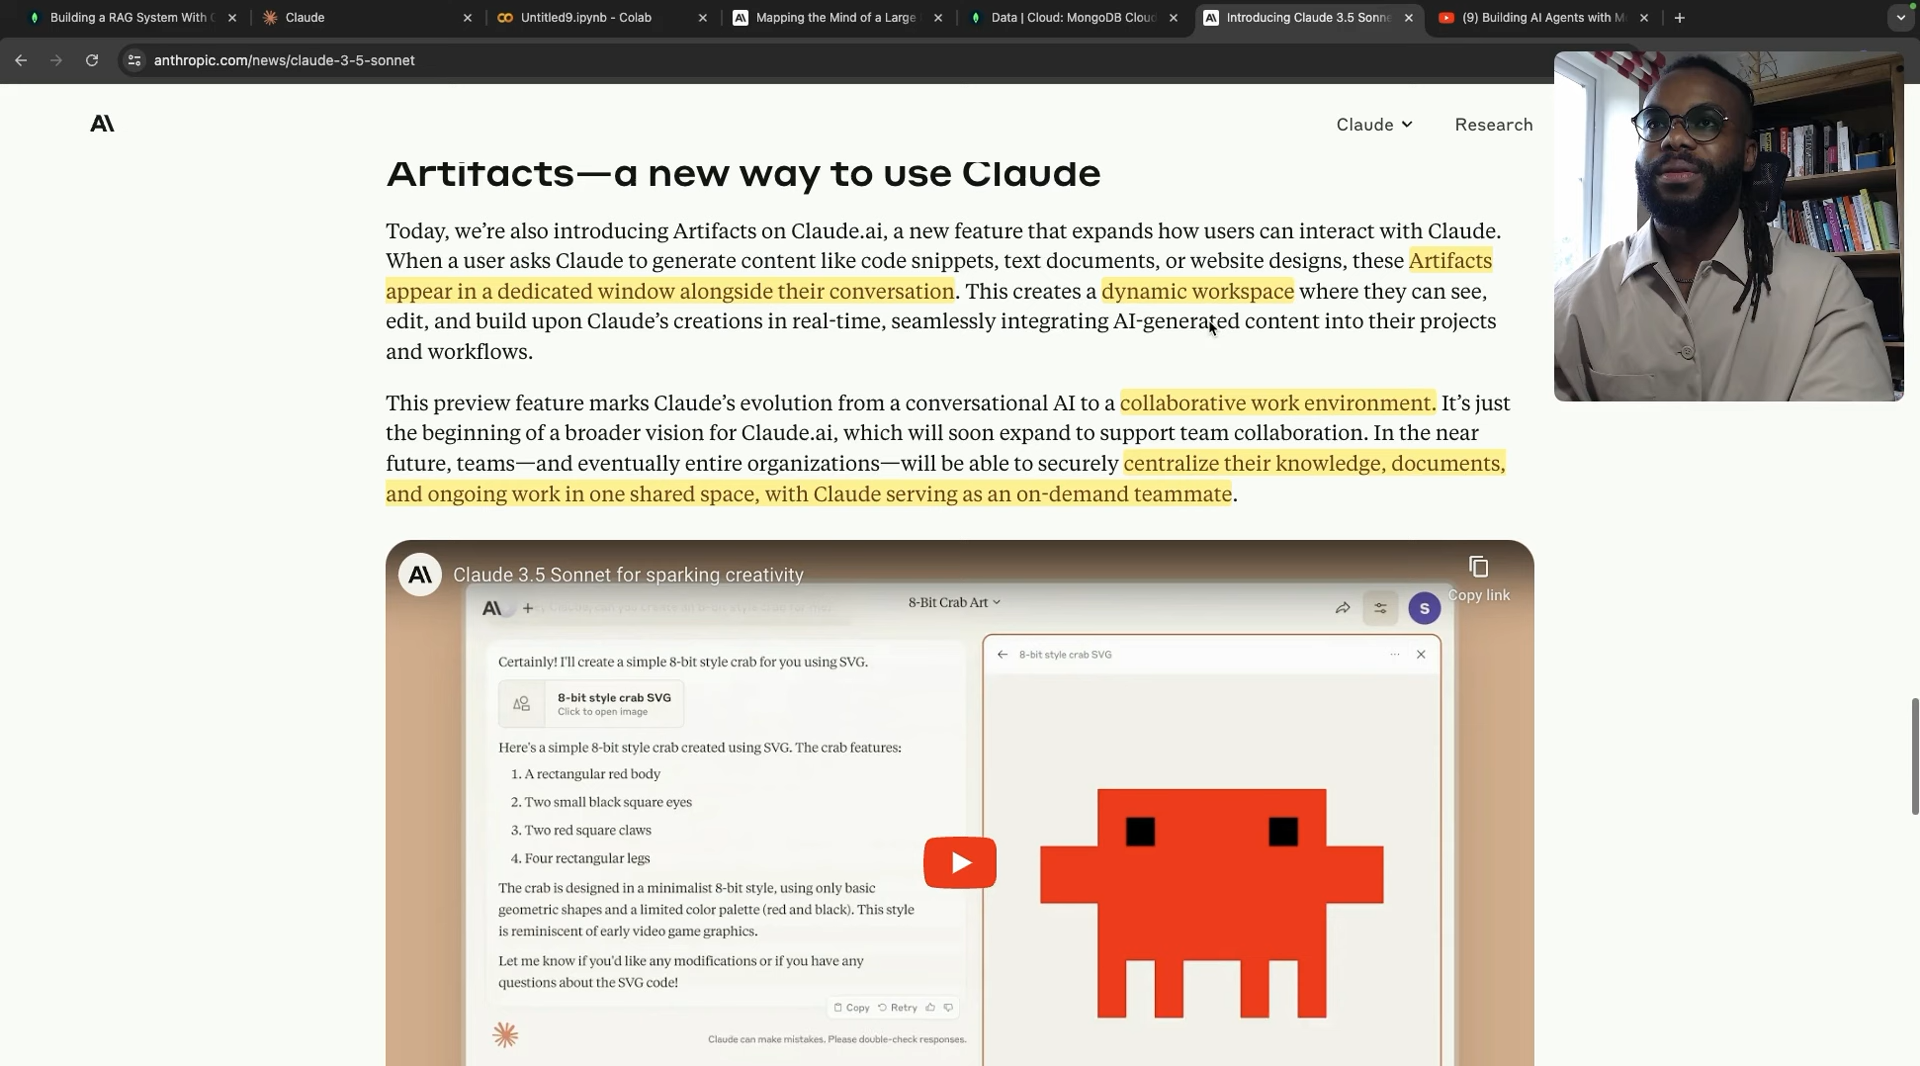 Building a RAG System With
Claude
Untitled9.ipynb - Colab
Mapping the Mind of a Large
Data | Cloud: MongoDB Cloud
Introducing Claude 3.5 Sonne
(9) Building AI Agents with M
anthropic.com/news/claude-3-5-sonnet
Claude
Research
Artifacts—a new way to use Claude
Today, we’re also introducing Artifacts on Claude.ai, a new feature that expands how users can interact with Claude.
When a user asks Claude to generate content like code snippets, text documents, or website designs, these Artifacts
appear in a dedicated window alongside their conversation. This creates a dynamic workspace where they can see,
edit, and build upon Claude’s creations in real-time, seamlessly integrating AI-generated content into their projects
and workflows.
This preview feature marks Claude’s evolution from a conversational AI to a collaborative work environment. It’s just
the beginning of a broader vision for Claude.ai, which will soon expand to support team collaboration. In the near
future, teams—and eventually entire organizations—will be able to securely centralize their knowledge, documents,
and ongoing work in one shared space, with Claude serving as an on-demand teammate.
Claude 3.5 Sonnet for sparking creativity
Copy link
8-Bit Crab Art
S
Certainly! I'll create a simple 8-bit style crab for you using SVG.
8-bit style crab SVG
Click to open image
8-bit style crab SVG
Here's a simple 8-bit style crab created using SVG. The crab features:
1. A rectangular red body
2. Two small black square eyes
3. Two red square claws
4. Four rectangular legs
The crab is designed in a minimalist 8-bit style, using only basic
geometric shapes and a limited color palette (red and black). This style
is reminiscent of early video game graphics.
Let me know if you'd like any modifications or if you have any
questions about the SVG code!
Copy
Retry
Claude can make mistakes. Please double-check responses.